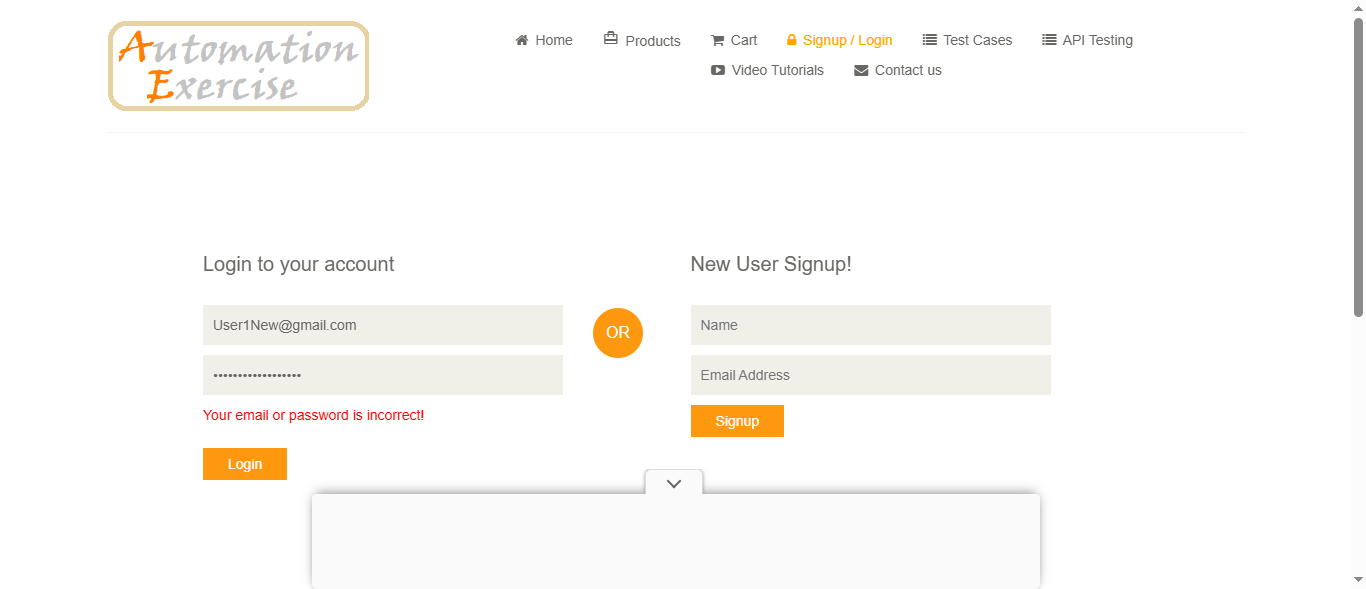 Automation
Exercise
Home Products Cart Signup / Login Test Cases API Testing
Video Tutorials Contact us
Login to your account
User1New@gmail.com
••••••••••••••••••
Your email or password is incorrect!
Login
OR
New User Signup!
Name
Email Address
Signup